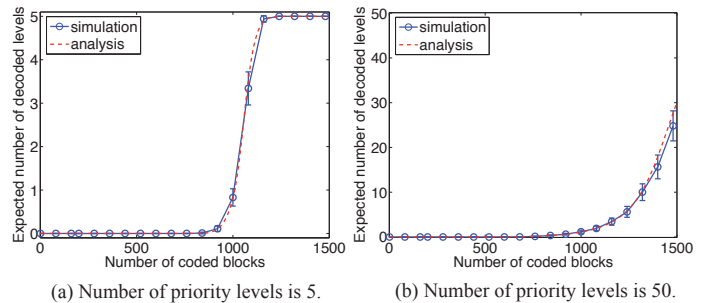 Expected number of decoded levels
5
4
3
2
1
0
simulation
analysis
0 500 1000 1500
Number of coded blocks
(a) Number of priority levels is 5.
Expected number of decoded levels
50
40
30
20
10
0
simulation
analysis
0 500 1000 1500
Number of coded blocks
(b) Number of priority levels is 50.